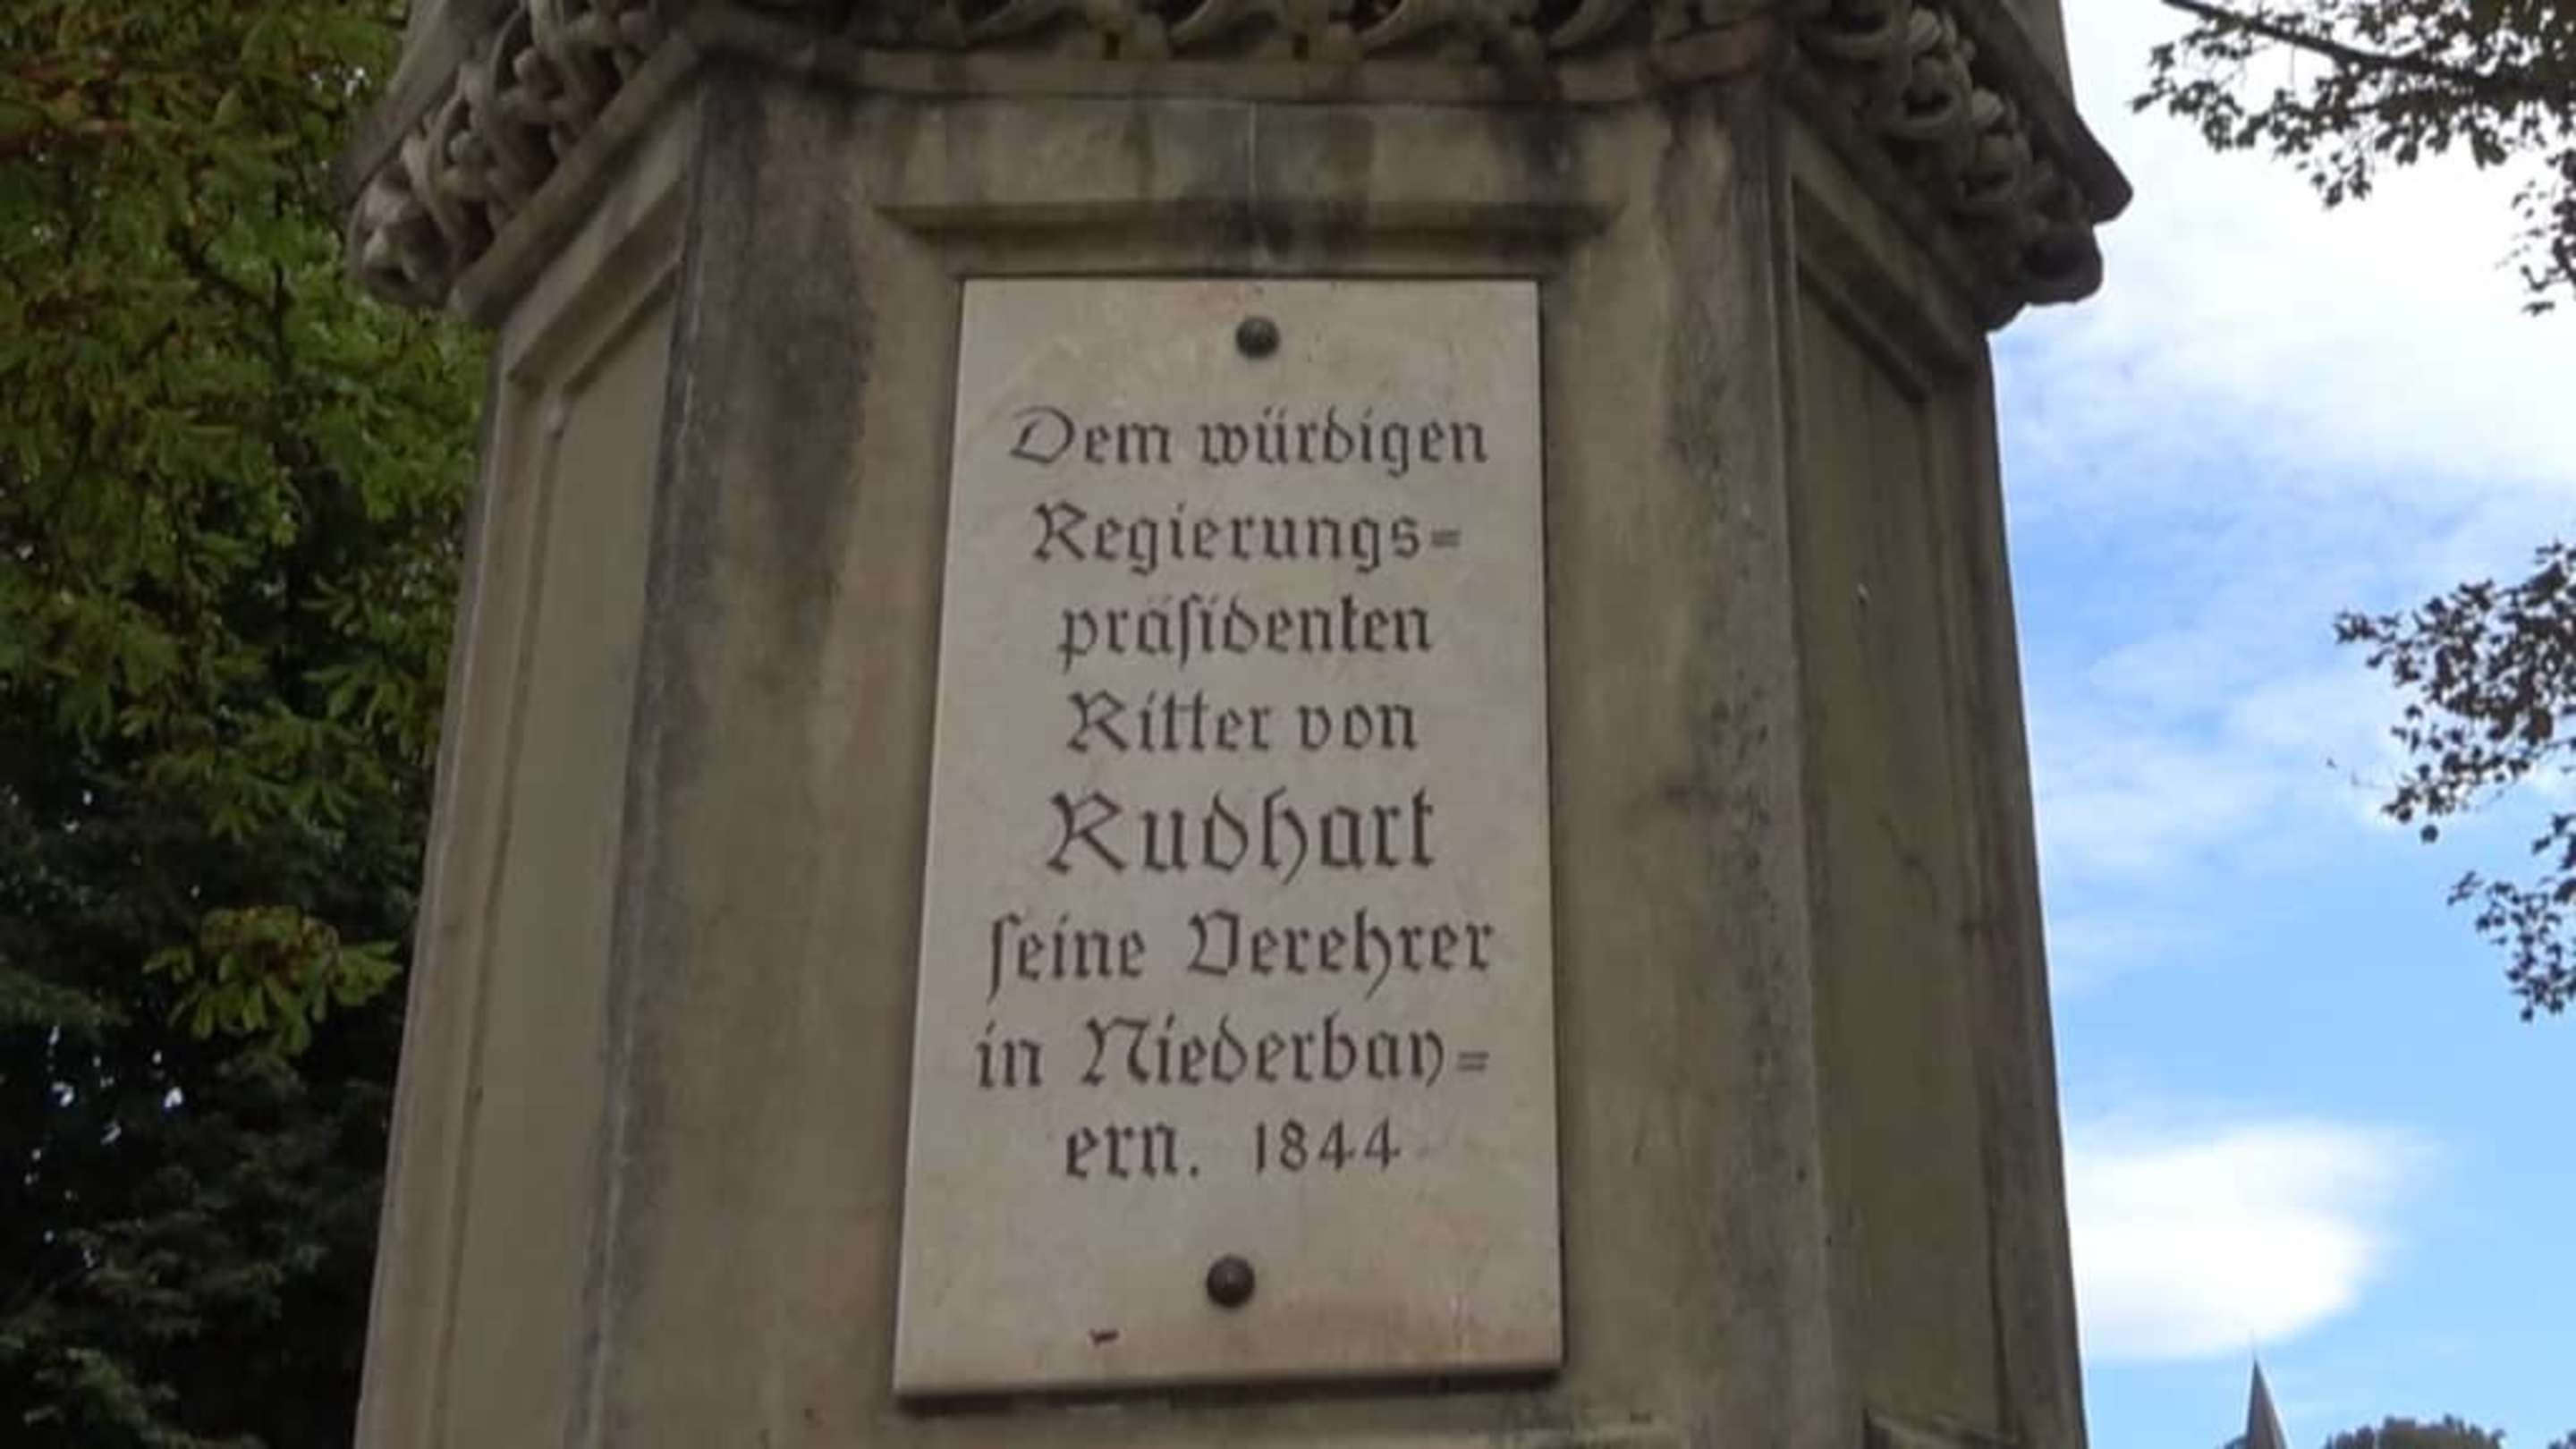 Dem würdigen
Regierungs=
präſidenten
Ritter von
Rudhart
ſeine Verehrer
in Niederbay=
ern. 1844